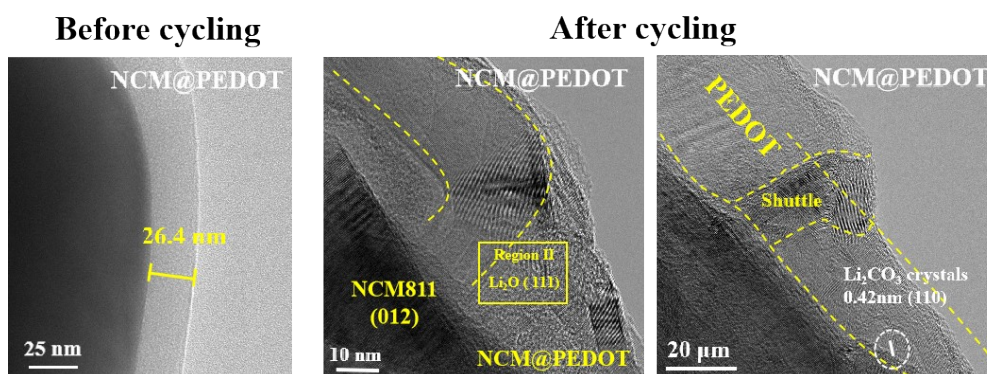 Before cycling
After cycling
NCM@PEDOT
26.4 nm
25 nm
NCM@PEDOT
Region II
Li₂O (111)
NCM811
(012)
NCM@PEDOT
10 nm
NCM@PEDOT
PEDOT
Shuttle
Li₂CO₃ crystals
0.42nm (110)
20 μm